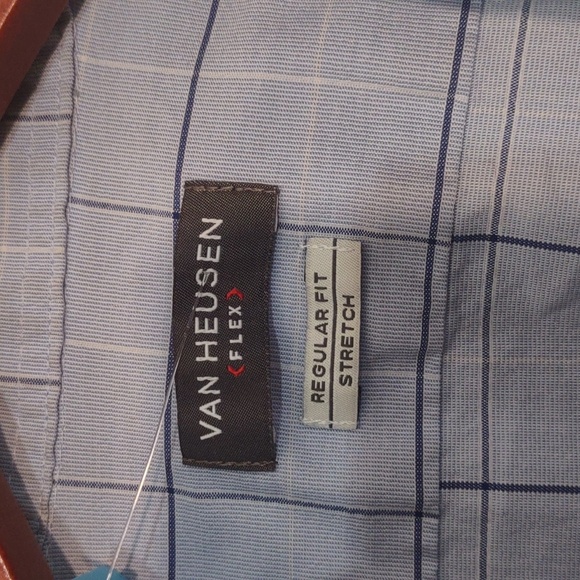 VAN HEUSEN
‹FLEX›
REGULAR FIT
STRETCH